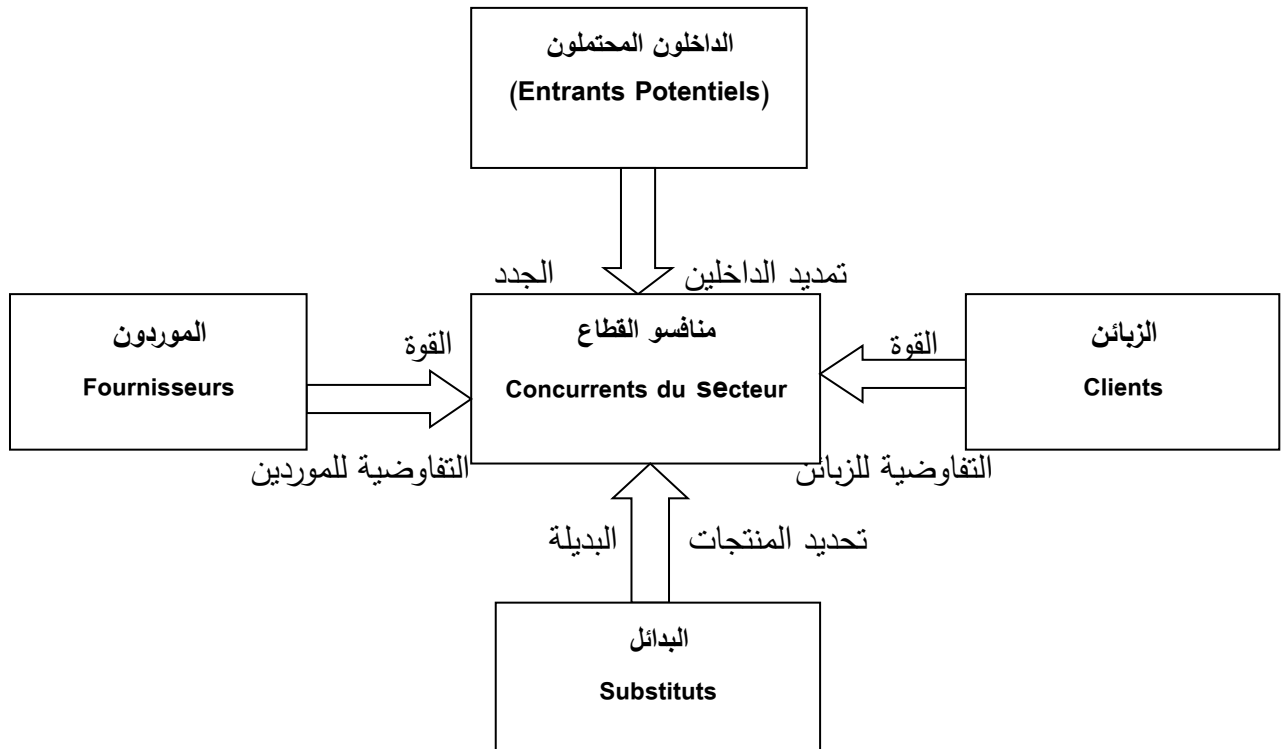 الداخلون المحتملون
(Entrants Potentiels)
تمديد الداخلين الجدد
الموردون
Fournisseurs
القوة
التفاوضية للموردين
منافسو القطاع
Concurrents du secteur
القوة
التفاوضية للزبائن
الزبائن
Clients
تحديد المنتجات البديلة
البدائل
Substituts